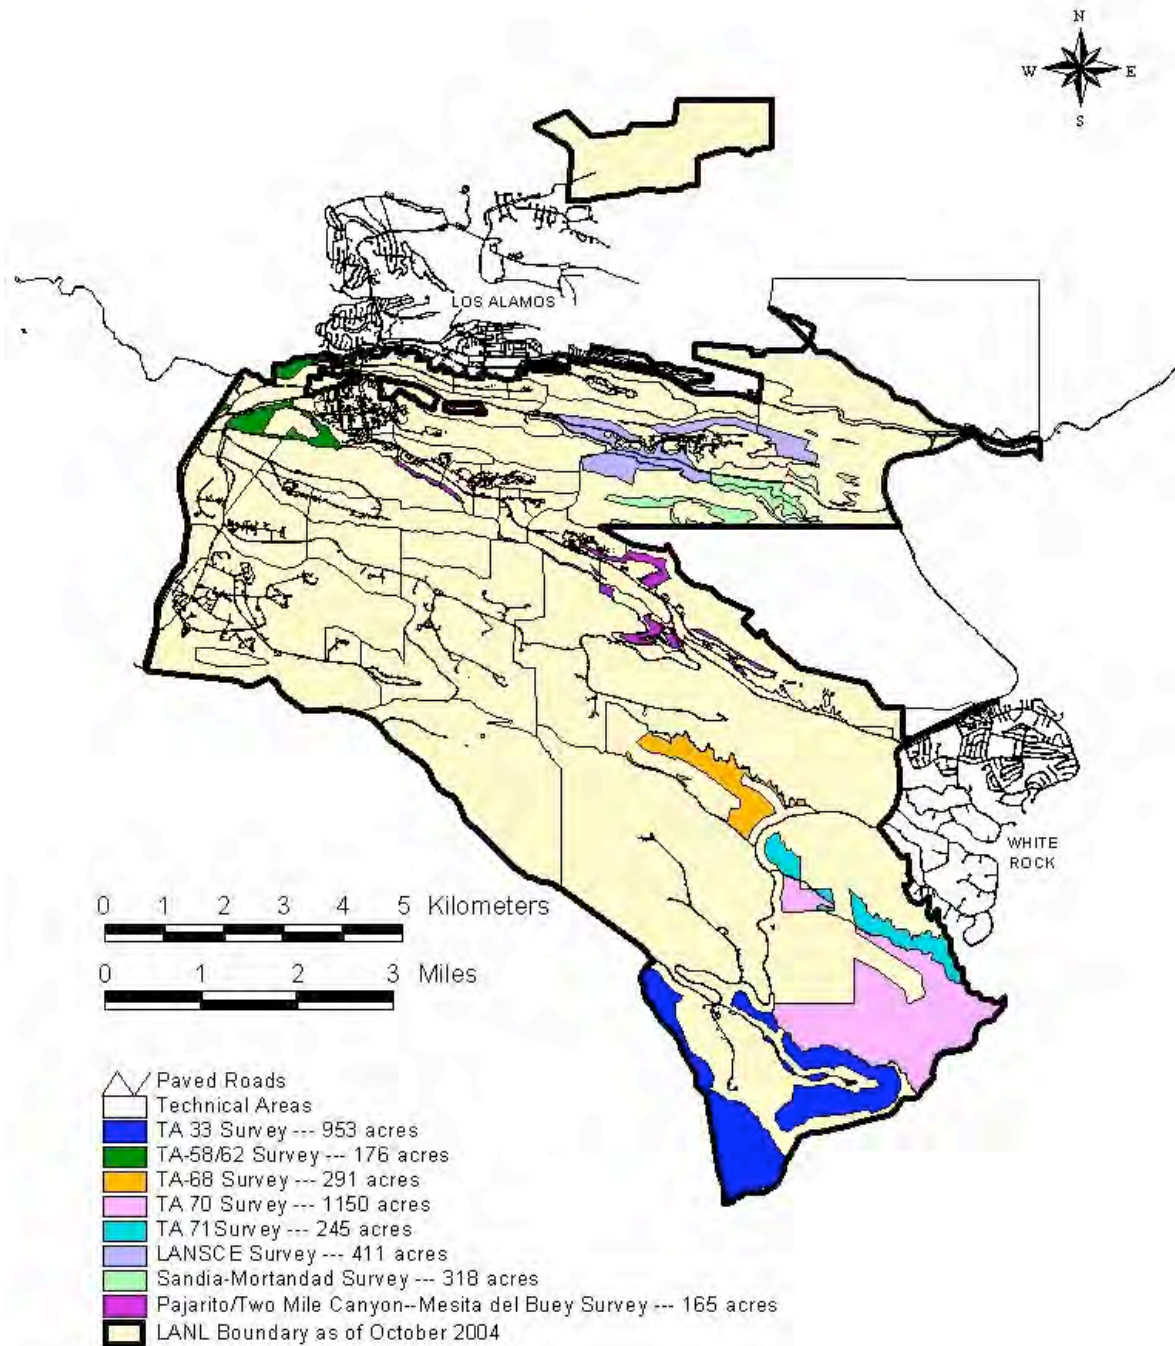 N
W E
S
LOS ALAMOS
WHITE
ROCK
0 1 2 3 4 5 Kilometers
0 1 2 3 Miles
Paved Roads
Technical Areas
TA 33 Survey --- 953 acres
TA-58/62 Survey --- 176 acres
TA-68 Survey --- 291 acres
TA 70 Survey --- 1150 acres
TA 71 Survey --- 245 acres
LANSCE Survey --- 411 acres
Sandia-Mortandad Survey --- 318 acres
Pajarito/Two Mile Canyon--Mesita del Buey Survey --- 165 acres
LANL Boundary as of October 2004